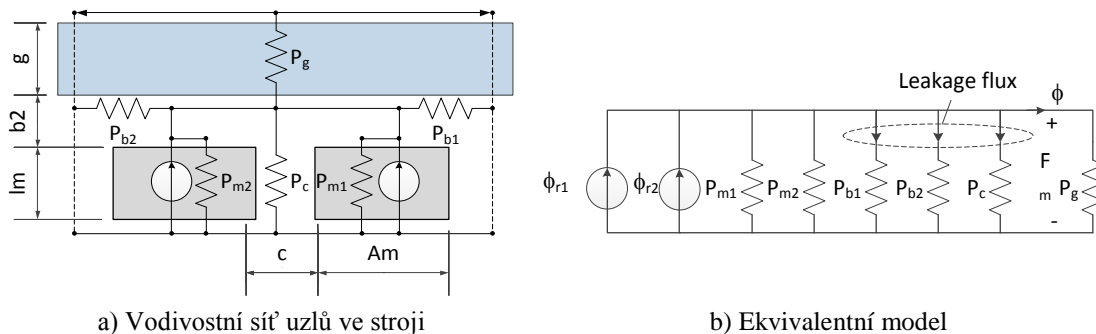 g
b2
lm
P_g
P_b2
P_b1
P_m2
P_c
P_m1
c
Am
Leakage flux
ϕ
+
ϕ_r1
ϕ_r2
P_m1
P_m2
P_b1
P_b2
P_c
F
m
P_g
-
a) Vodivostní síť uzlů ve stroji
b) Ekvivalentní model